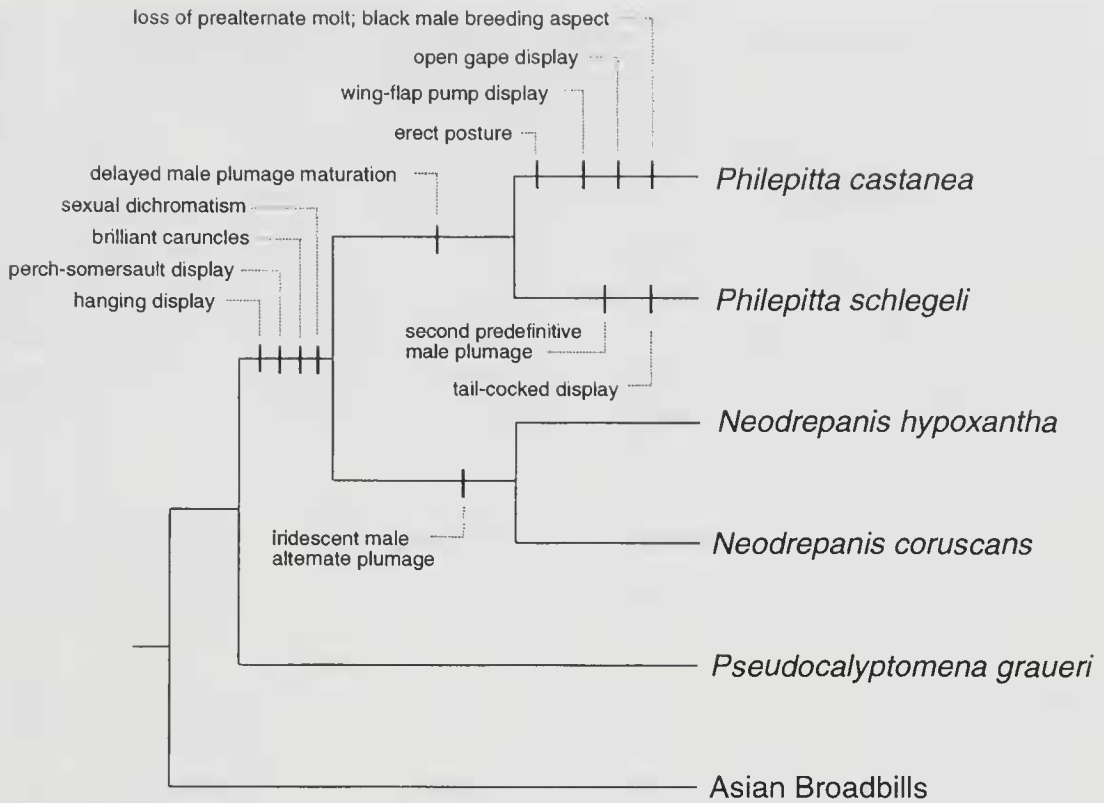 loss of prealternate molt; black male breeding aspect
open gape display
wing-flap pump display
erect posture
delayed male plumage maturation
sexual dichromatism
brilliant caruncles
perch-somersault display
hanging display
Philepitta castanea
Philepitta schlegeli
second predefinitive
male plumage
tail-cocked display
Neodrepanis hypoxantha
iridescent male
alternate plumage
Neodrepanis coruscans
Pseudocalyptomena graueri
Asian Broadbills